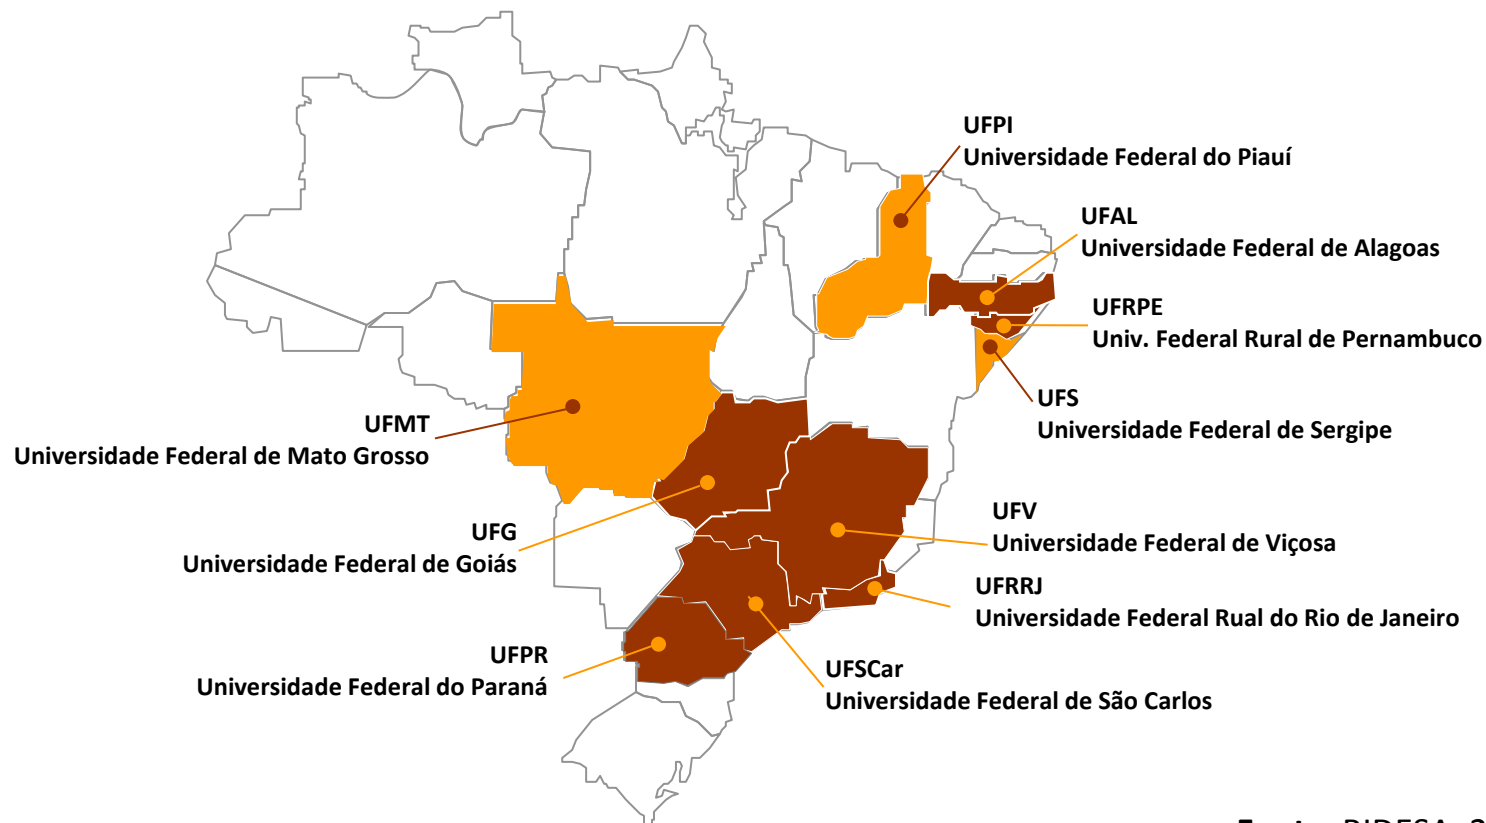 UFPI
Universidade Federal do Piauí
UFAL
Universidade Federal de Alagoas
UFRPE
Univ. Federal Rural de Pernambuco
UFS
Universidade Federal de Sergipe
UFMT
Universidade Federal de Mato Grosso
UFG
Universidade Federal de Goiás
UFV
Universidade Federal de Viçosa
UFRRJ
Universidade Federal Rual do Rio de Janeiro
UFPR
Universidade Federal do Paraná
UFSCar
Universidade Federal de São Carlos